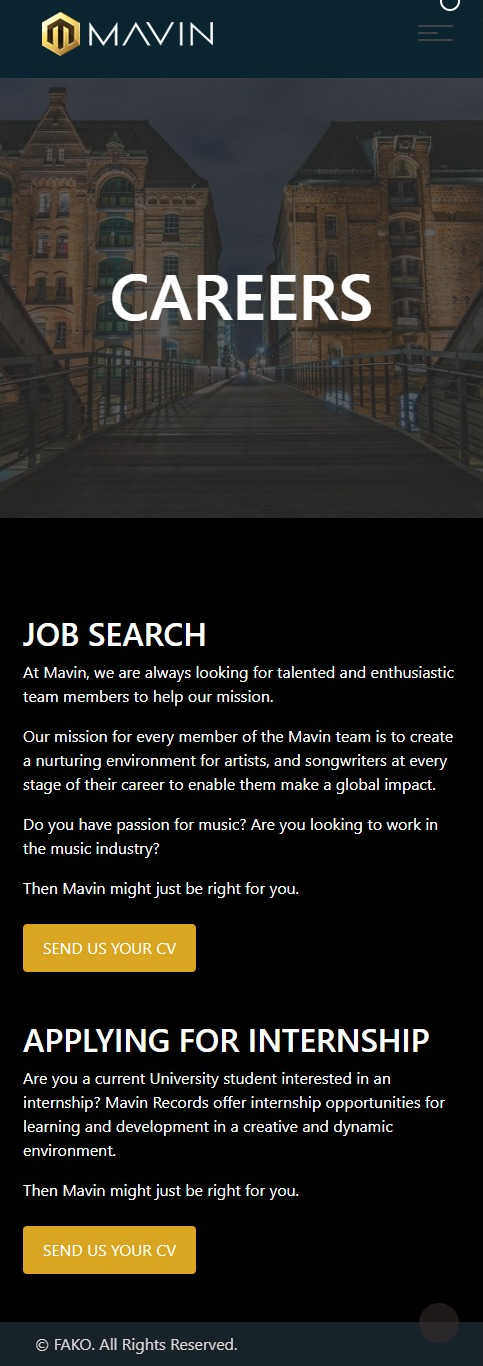 MAVIN
CAREERS
JOB SEARCH
At Mavin, we are always looking for talented and enthusiastic
team members to help our mission.
Our mission for every member of the Mavin team is to create
a nurturing environment for artists, and songwriters at every
stage of their career to enable them make a global impact.
Do you have passion for music? Are you looking to work in
the music industry?
Then Mavin might just be right for you.
SEND US YOUR CV
APPLYING FOR INTERNSHIP
Are you a current University student interested in an
internship? Mavin Records offer internship opportunities for
learning and development in a creative and dynamic
environment.
Then Mavin might just be right for you.
SEND US YOUR CV
© FAKO. All Rights Reserved.